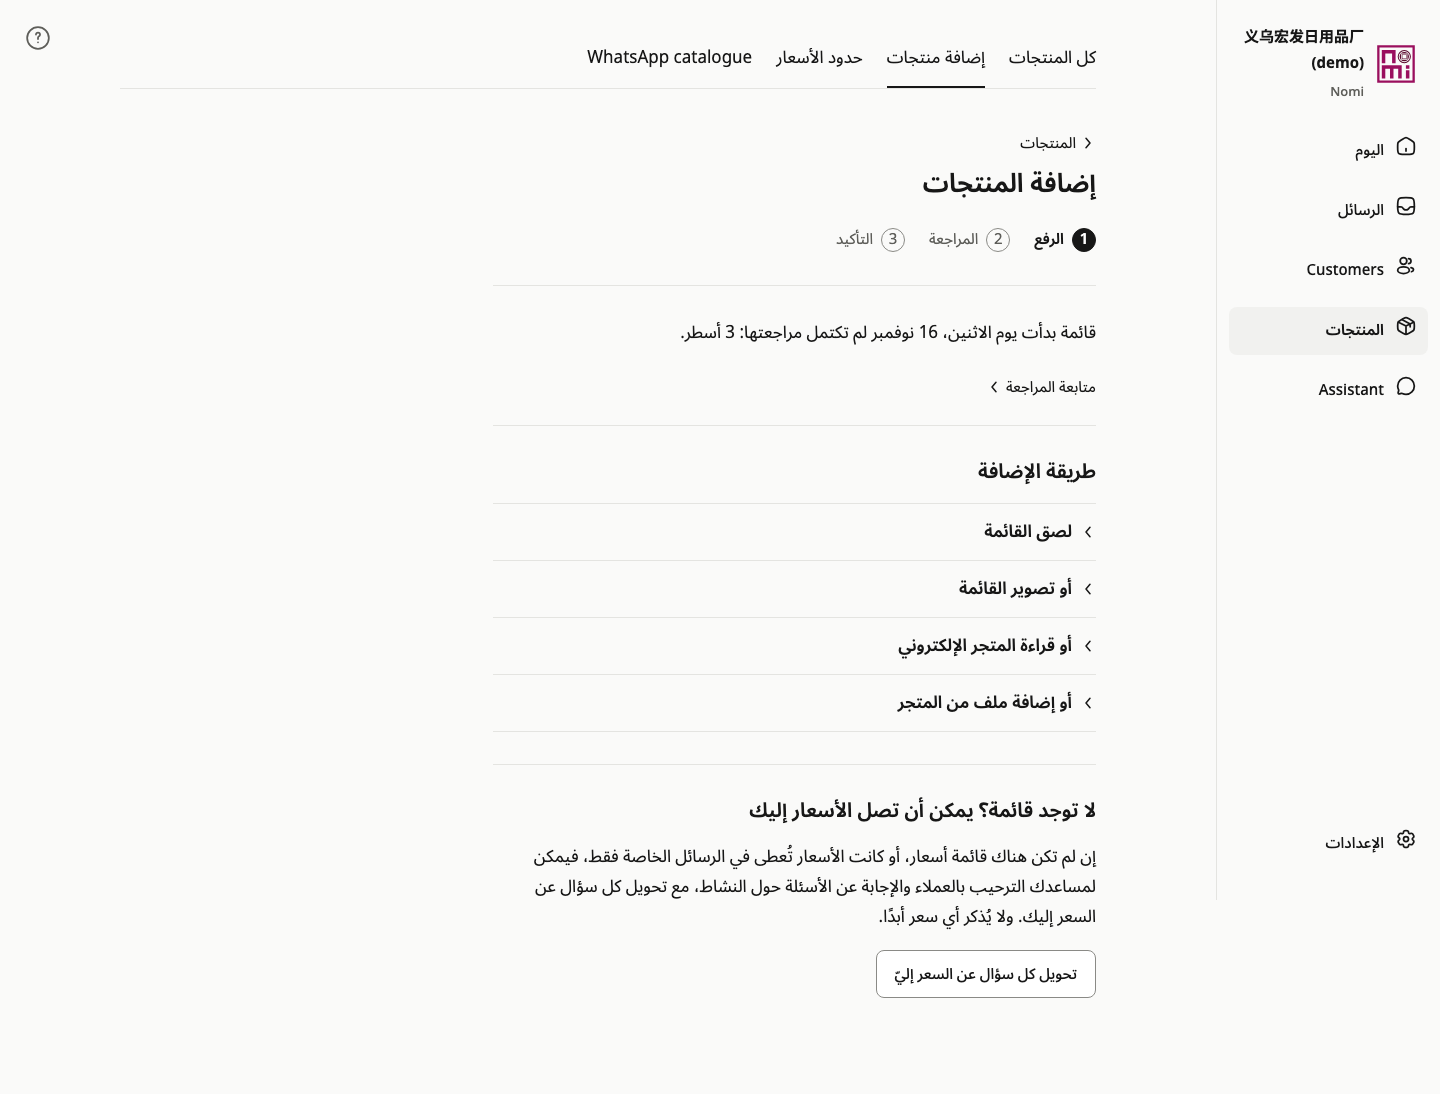 义乌宏发日用品厂
(demo)
Nomi
اليوم
الرسائل
Customers
المنتجات
Assistant
الإعدادات
كل المنتجات
إضافة منتجات
حدود الأسعار
WhatsApp catalogue
المنتجات
إضافة المنتجات
1 الرفع
2 المراجعة
3 التأكيد
قائمة بدأت يوم الاثنين، 16 نوفمبر لم تكتمل مراجعتها: 3 أسطر.
متابعة المراجعة
طريقة الإضافة
لصق القائمة
أو تصوير القائمة
أو قراءة المتجر الإلكتروني
أو إضافة ملف من المتجر
لا توجد قائمة؟ يمكن أن تصل الأسعار إليك
إن لم تكن هناك قائمة أسعار، أو كانت الأسعار تُعطى في الرسائل الخاصة فقط، فيمكن
لمساعدك الترحيب بالعملاء والإجابة عن الأسئلة حول النشاط، مع تحويل كل سؤال عن
السعر إليك. ولا يُذكر أي سعر أبدًا.
تحويل كل سؤال عن السعر إليّ